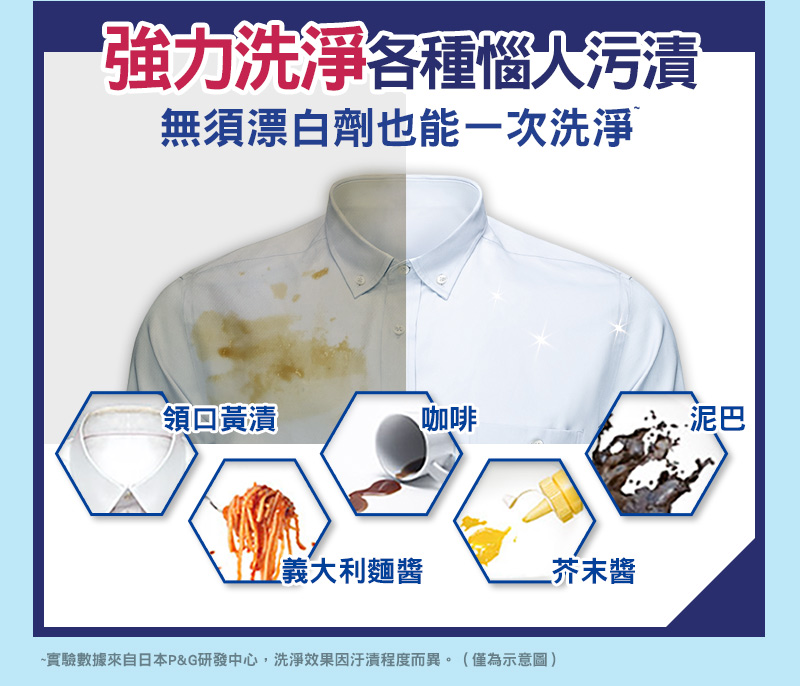 強力洗淨各種惱人污漬
無須漂白劑也能一次洗淨~
領口黃漬
咖啡
泥巴
義大利麵醬
芥末醬
~實驗數據來自日本P&G研發中心，洗淨效果因汙漬程度而異。（僅為示意圖）